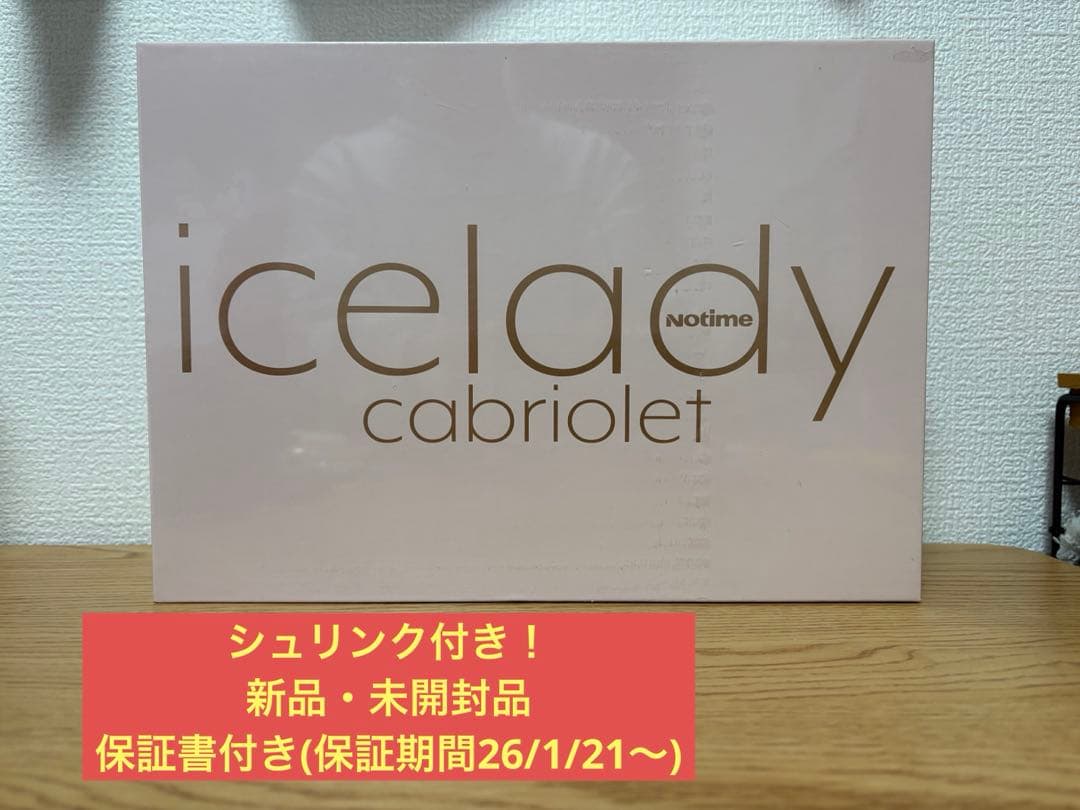 icelady
Notime
cabriolet
シュリンク付き！
新品・未開封品
保証書付き(保証期間26/1/21〜)